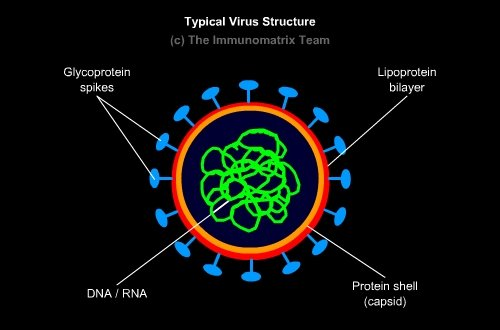 Typical Virus Structure
(c) The Immunomatrix Team
Glycoprotein
spikes
Lipoprotein
bilayer
DNA / RNA
Protein shell
(capsid)